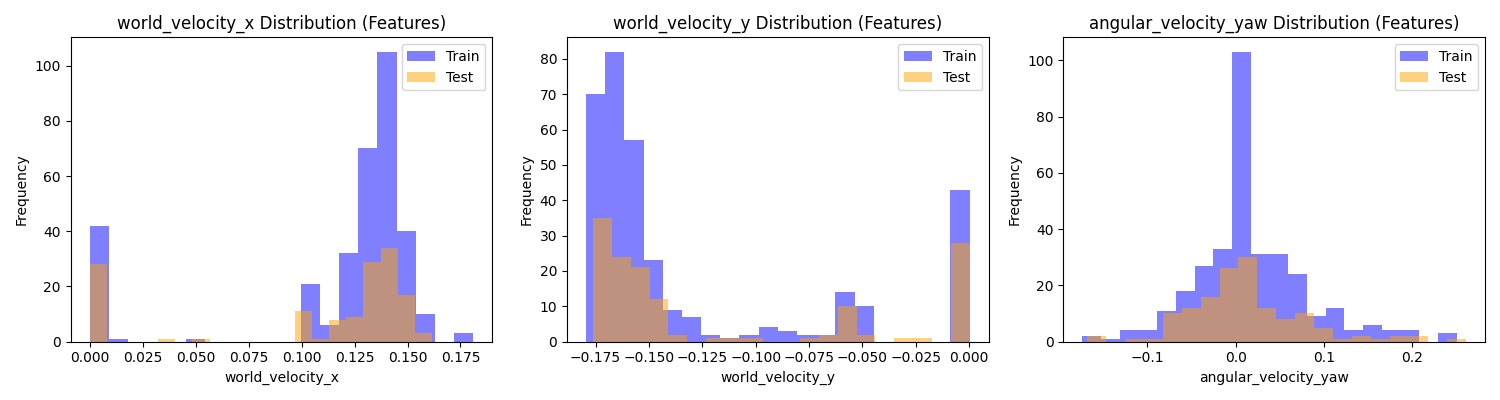 world_velocity_x Distribution (Features)
Frequency
100
80
60
40
20
0
0.000 0.025 0.050 0.075 0.100 0.125 0.150 0.175
world_velocity_x
Train
Test
world_velocity_y Distribution (Features)
Frequency
80
70
60
50
40
30
20
10
0
−0.175 −0.150 −0.125 −0.100 −0.075 −0.050 −0.025 0.000
world_velocity_y
Train
Test
angular_velocity_yaw Distribution (Features)
Frequency
100
80
60
40
20
0
−0.1 0.0 0.1 0.2
angular_velocity_yaw
Train
Test